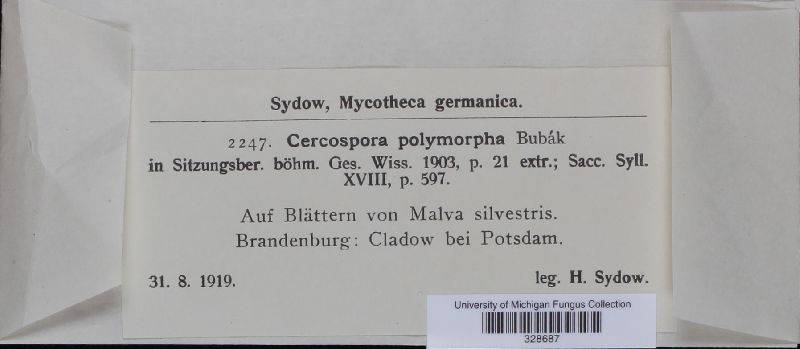 Sydow, Mycotheca germanica.
2247. Cercospora polymorpha Bubák
in Sitzungsber. böhm. Ges. Wiss. 1903, p. 21 extr.; Sacc. Syll.
XVIII, p. 597.
Auf Blättern von Malva silvestris.
Brandenburg: Cladow bei Potsdam.
31. 8. 1919. leg. H. Sydow.
University of Michigan Fungus Collection
328687